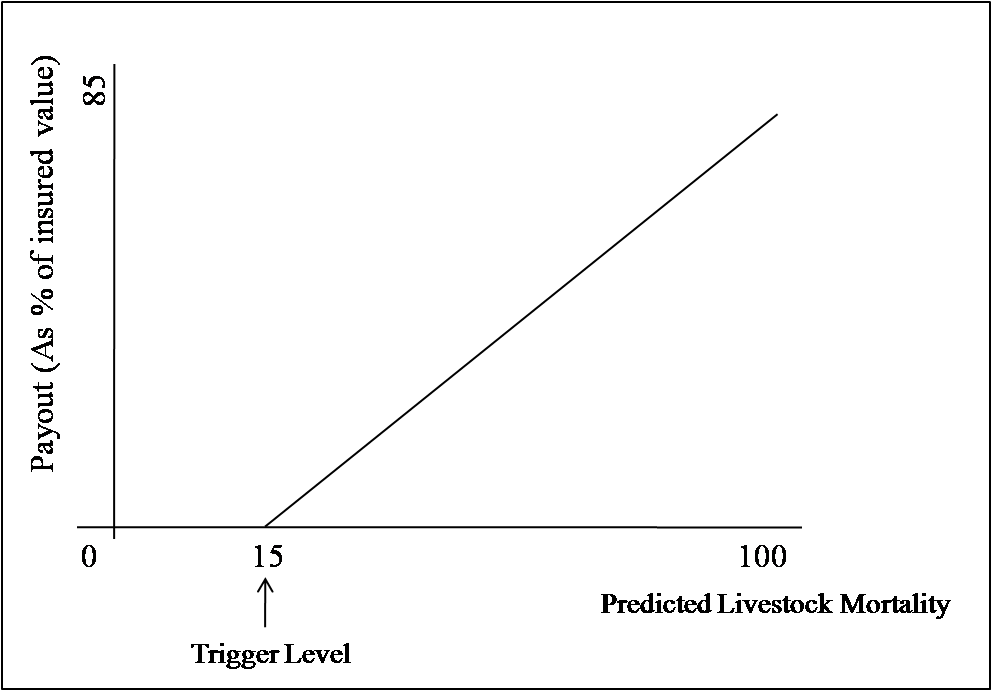 Payout (As % of insured value)
85
0
15
100
Predicted Livestock Mortality
Trigger Level